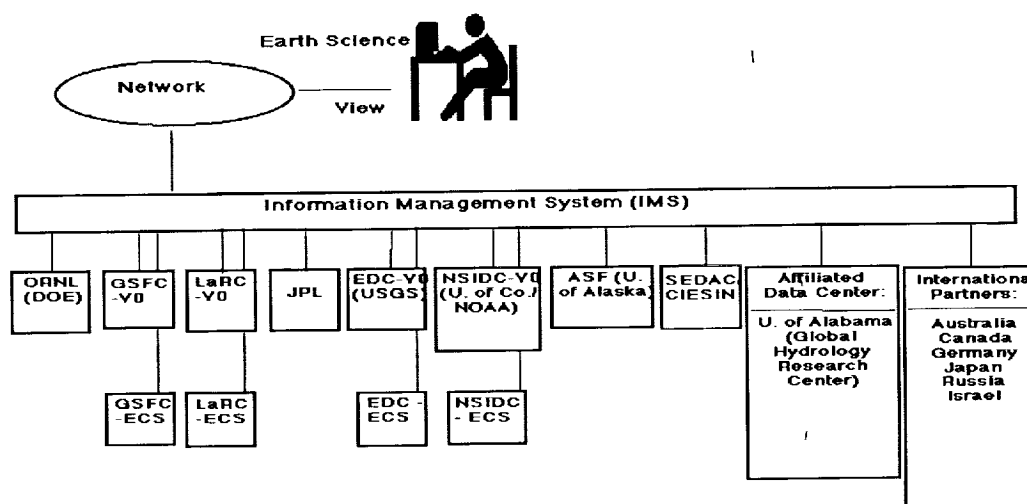 Earth Science
Network
View
Information Management System (IMS)
ORNL
(DOE)
GSFC
-V0
LaRC
-V0
JPL
EDC-V0
(USGS)
NSIDC-V0
(U. of Co./
NOAA)
ASF (U.
of Alaska)
SEDAC/
CIESIN
Affiliated
Data Center:
U. of Alabama
(Global
Hydrology
Research
Center)
International
Partners:
Australia
Canada
Germany
Japan
Russia
Israel
GSFC
-ECS
LaRC
-ECS
EDC -
ECS
NSIDC
- ECS